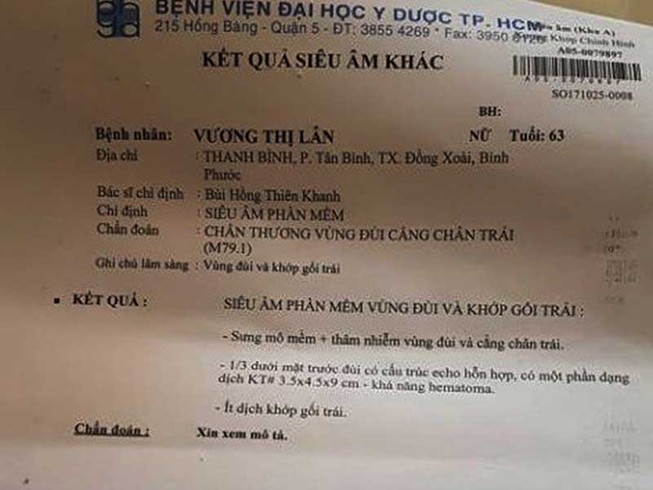 BỆNH VIỆN ĐẠI HỌC Y DƯỢC TP. HCM
215 Hồng Bàng - Quận 5 - ĐT: 3855 4269 * Fax: 3950
âm (Khu A)
Khớp Chỉnh Hình
A05-0079897
KẾT QUẢ SIÊU ÂM KHÁC
SO171025-0008
BH:
Bệnh nhân: VƯƠNG THỊ LÂN NỮ Tuổi: 63
Địa chỉ : THANH BÌNH, P. Tân Bình, TX. Đồng Xoài, Bình
Phước
Bác sĩ chỉ định : Bùi Hồng Thiên Khanh
Chỉ định : SIÊU ÂM PHẦN MỀM
Chẩn đoán : CHẤN THƯƠNG VÙNG ĐÙI CẲNG CHÂN TRÁI
(M79.1)
Ghi chú lâm sàng : Vùng đùi và khớp gối trái
▪ KẾT QUẢ : SIÊU ÂM PHẦN MỀM VÙNG ĐÙI VÀ KHỚP GỐI TRÁI :
- Sưng mô mềm + thâm nhiễm vùng đùi và cẳng chân trái.
- 1/3 dưới mặt trước đùi có cấu trúc echo hỗn hợp, có một phần dạng
dịch KT# 3.5x4.5x9 cm - khả năng hematoma.
- Ít dịch khớp gối trái.
Chẩn đoán : Xin xem mô tả.